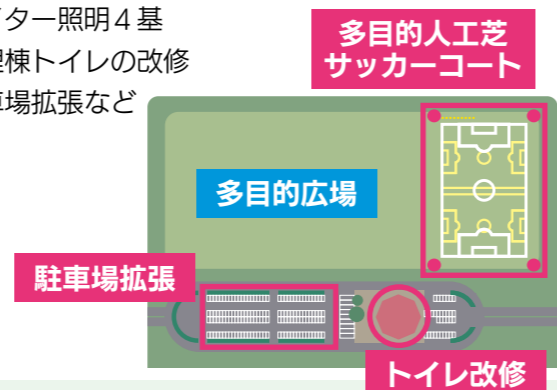 ター照明４基
棟トイレの改修
場拡張など
多目的人工芝
サッカーコート
多目的広場
駐車場拡張
トイレ改修